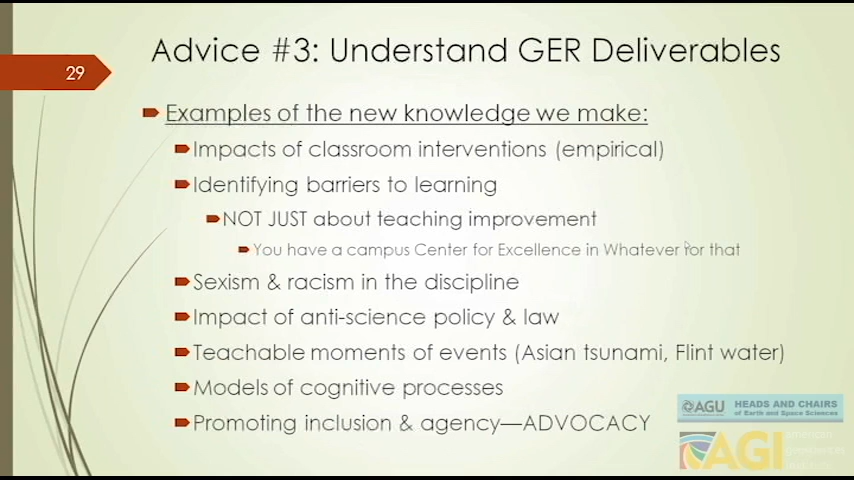 Advice #3: Understand GER Deliverables
29
Examples of the new knowledge we make:
Impacts of classroom interventions (empirical)
Identifying barriers to learning
NOT JUST about teaching improvement
You have a campus Center for Excellence in Whatever for that
Sexism & racism in the discipline
Impact of anti-science policy & law
Teachable moments of events (Asian tsunami, Flint water)
Models of cognitive processes
Promoting inclusion & agency—ADVOCACY
AGU HEADS AND CHAIRS
of Earth and Space Sciences
AGI
american
geosciences
institute